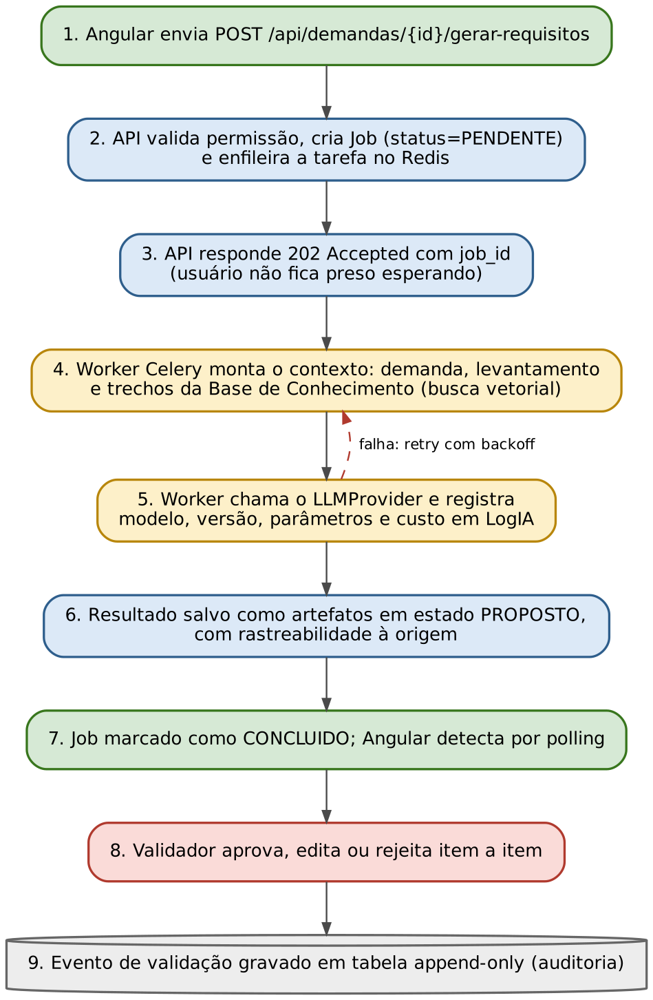 1. Angular envia POST /api/demandas/{id}/gerar-requisitos
2. API valida permissão, cria Job (status=PENDENTE)
e enfileira a tarefa no Redis
3. API responde 202 Accepted com job_id
(usuário não fica preso esperando)
4. Worker Celery monta o contexto: demanda, levantamento
e trechos da Base de Conhecimento (busca vetorial)
falha: retry com backoff
5. Worker chama o LLMProvider e registra
modelo, versão, parâmetros e custo em LogIA
6. Resultado salvo como artefatos em estado PROPOSTO,
com rastreabilidade à origem
7. Job marcado como CONCLUIDO; Angular detecta por polling
8. Validador aprova, edita ou rejeita item a item
9. Evento de validação gravado em tabela append-only (auditoria)